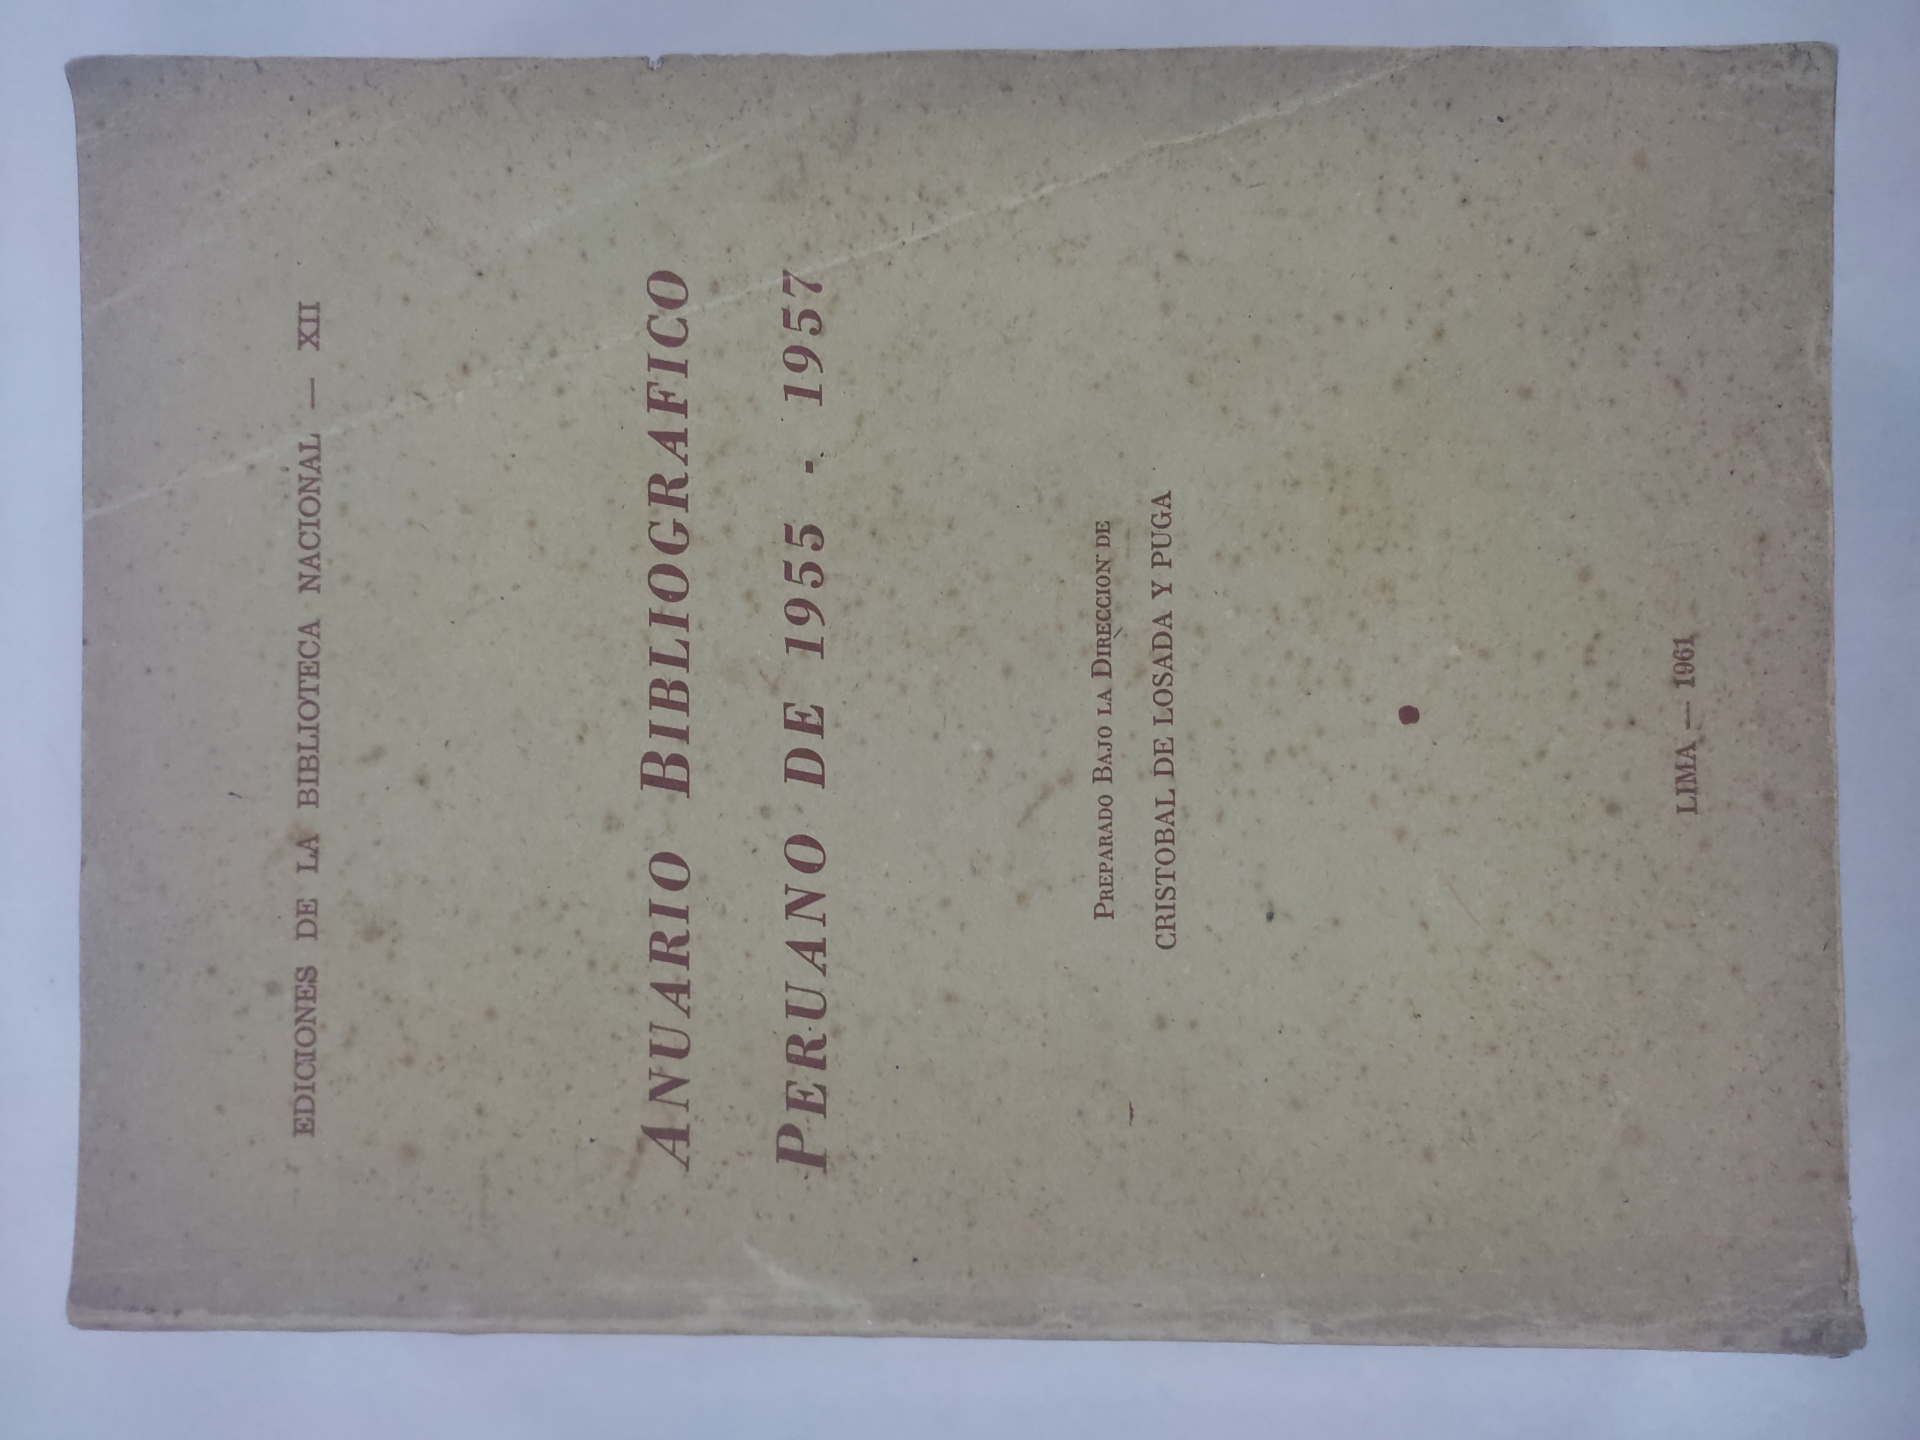 EDICIONES DE LA BIBLIOTECA NACIONAL — XII
ANUARIO BIBLIOGRAFICO
PERUANO DE 1955 - 1957
PREPARADO BAJO LA DIRECCION DE
CRISTOBAL DE LOSADA Y PUGA
LIMA — 1961